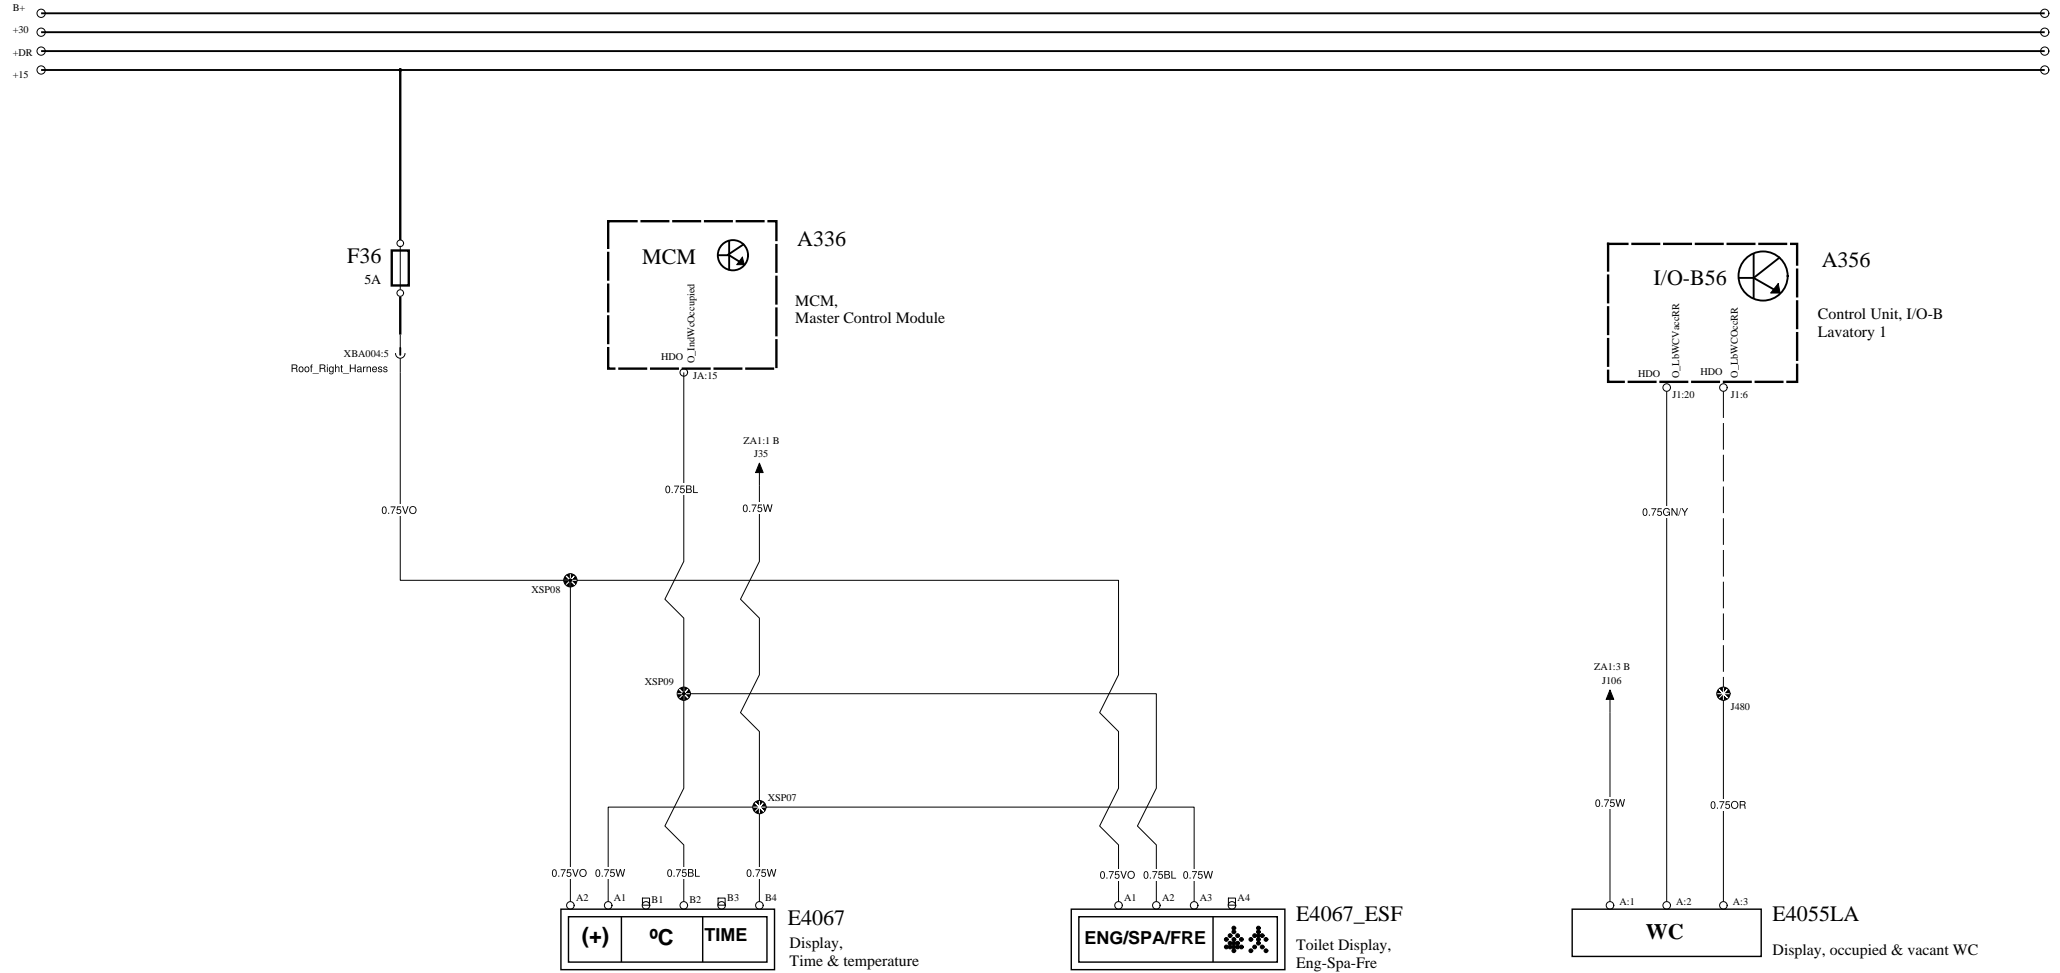 B+
+30
+DR
+15
F36
5A
XBA004:5
Roof_Right_Harness
0.75VO
MCM
A336
MCM,
Master Control Module
O_IndWcOccupied
HDO
JA:15
0.75BL
ZA1:1 B
J35
0.75W
I/O-B56
A356
Control Unit, I/O-B
Lavatory 1
O_LbWCVaccRR
O_LbWCOccRR
HDO
HDO
J1:20
J1:6
0.75GN/Y
XSP08
XSP09
XSP07
ZA1:3 B
J106
J480
0.75W
0.75OR
0.75VO
0.75W
0.75BL
0.75W
A2
A1
B1
B2
B3
B4
(+)
ºC
TIME
E4067
Display,
Time & temperature
0.75VO
0.75BL
0.75W
A1
A2
A3
A4
ENG/SPA/FRE
E4067_ESF
Toilet Display,
Eng-Spa-Fre
A:1
A:2
A:3
WC
E4055LA
Display, occupied & vacant WC